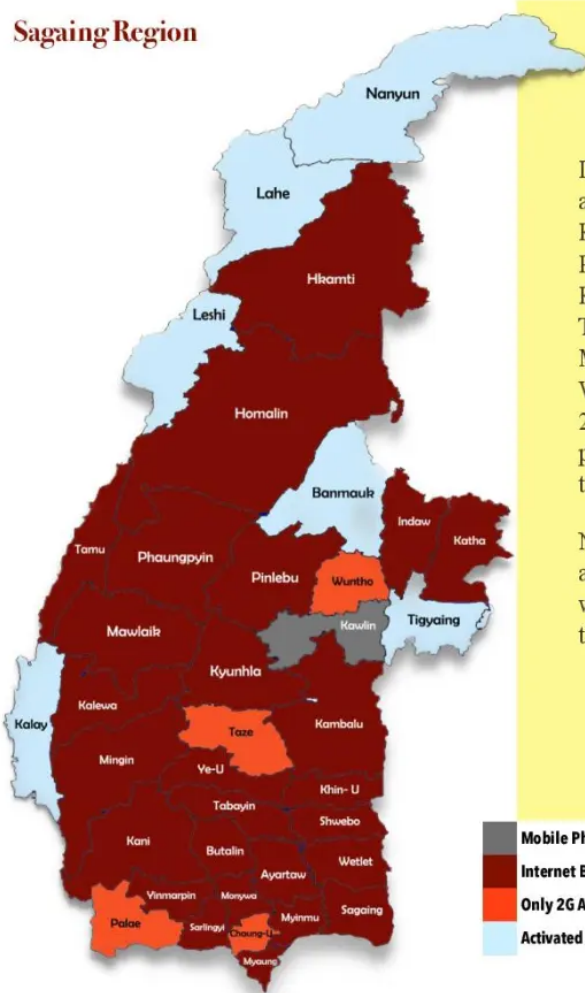 Sagaing Region
Nanyun
Lahe
Hkamti
Leshi
Homalin
Banmauk
Indaw
Katha
Tamu
Phaungpyin
Pinlebu
Wuntho
Kawlin
Tigyaing
Mawlaik
Kyunhla
Kalewa
Kalay
Taze
Kambalu
Mingin
Ye-U
Khin- U
Tabayin
Shwebo
Kani
Butalin
Wetlet
Ayartaw
Yinmarpin
Monywa
Sagaing
Palae
Sarlingyi
Chaung-U
Myinmu
Myaung
Mobile Ph
Internet B
Only 2G A
Activated